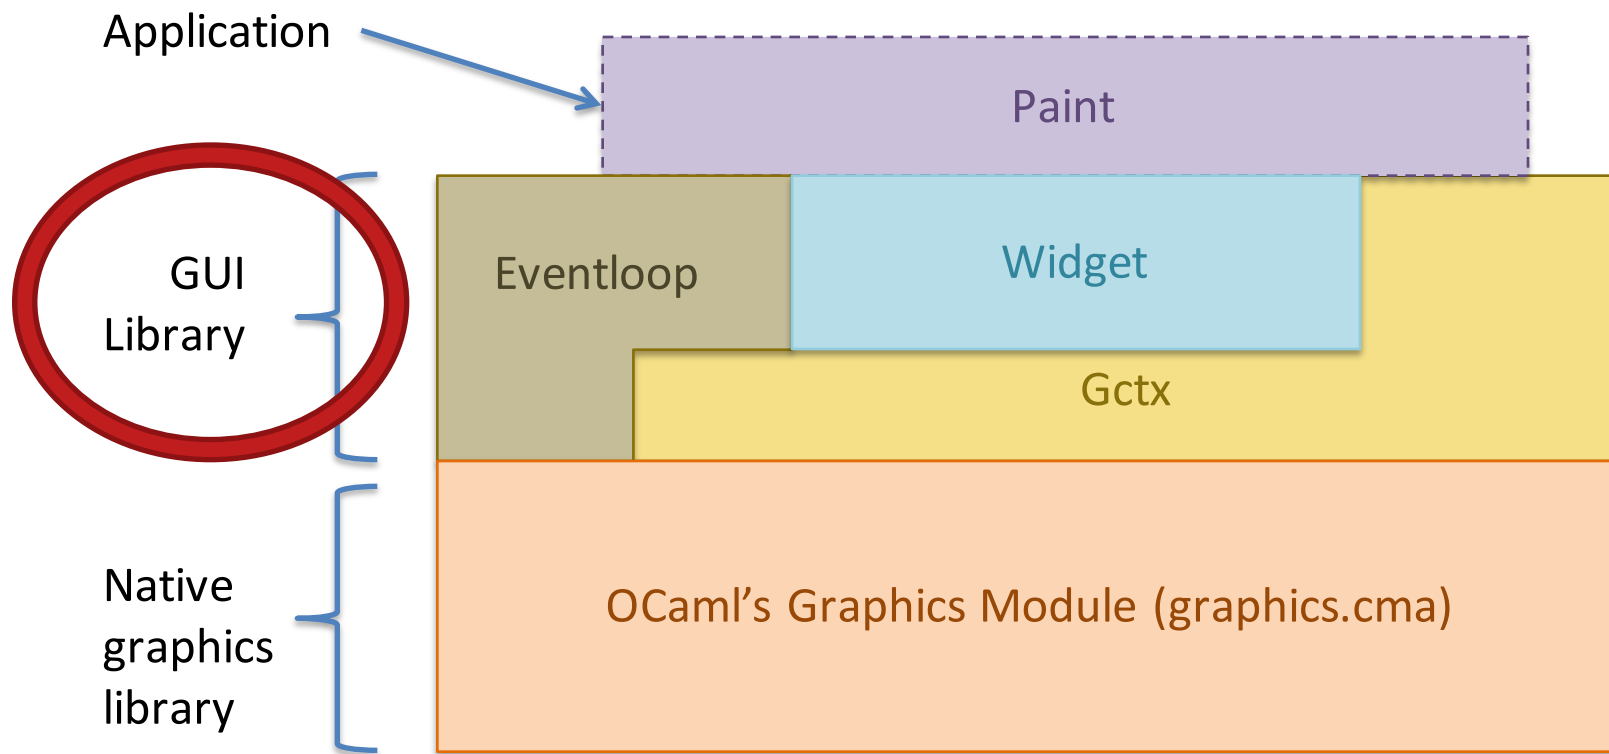 Application
Paint
GUI
Library
Eventloop
Widget
Gctx
Native
graphics
library
OCaml’s Graphics Module (graphics.cma)